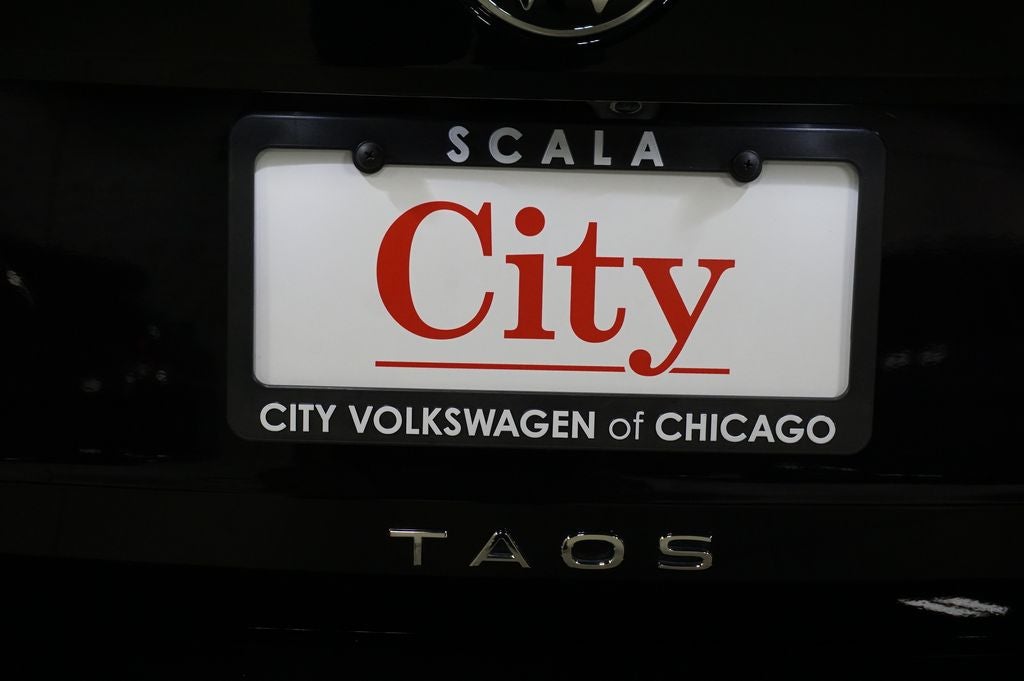 SCALA
City
CITY VOLKSWAGEN of CHICAGO
TAOS